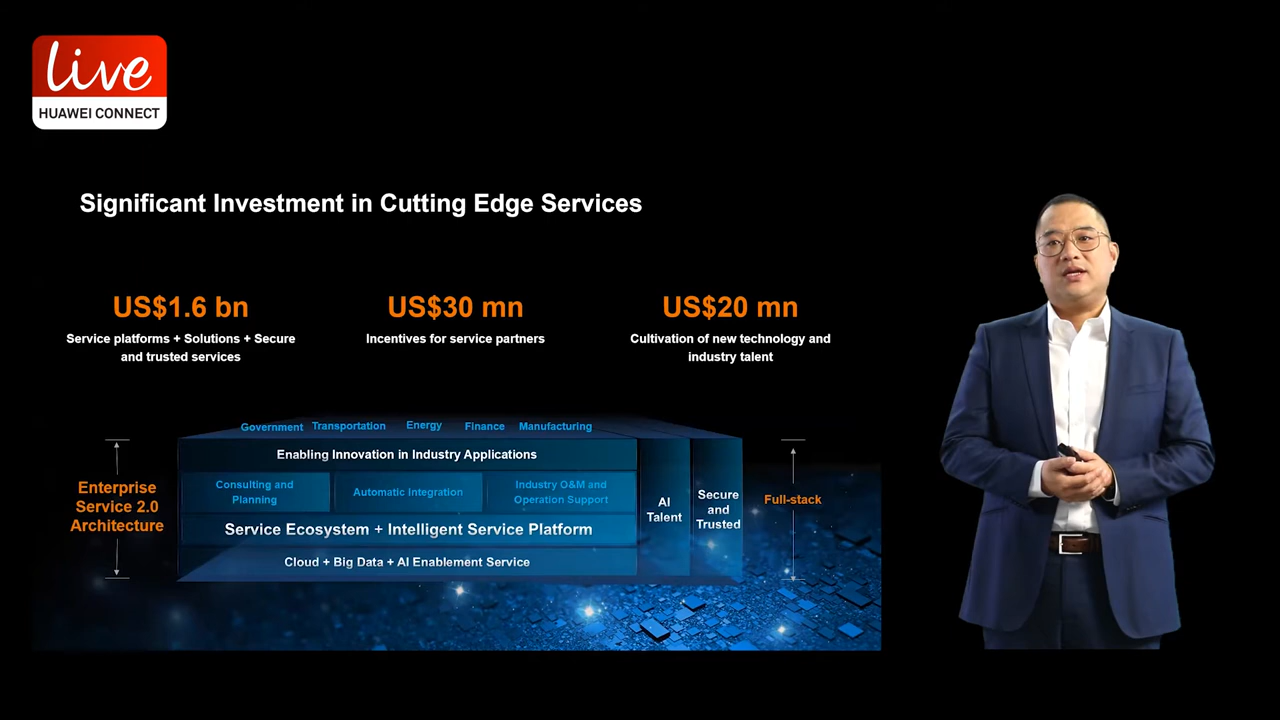 live
HUAWEI CONNECT
Significant Investment in Cutting Edge Services
US$1.6 bn
Service platforms + Solutions + Secure
and trusted services
US$30 mn
Incentives for service partners
US$20 mn
Cultivation of new technology and
industry talent
Government Transportation Energy Finance Manufacturing
Enabling Innovation in Industry Applications
Enterprise
Service 2.0
Architecture
Consulting and
Planning
Automatic Integration
Industry O&M and
Operation Support
Service Ecosystem + Intelligent Service Platform
Cloud + Big Data + AI Enablement Service
AI
Talent
Secure
and
Trusted
Full-stack